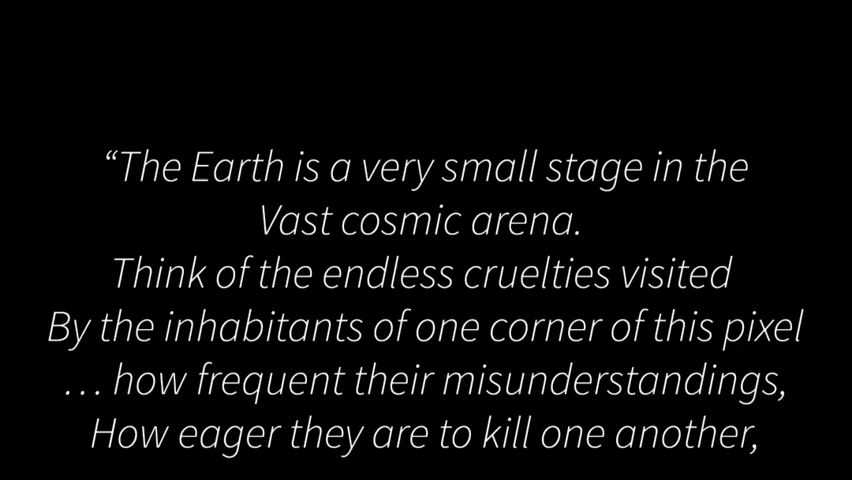 “The Earth is a very small stage in the
Vast cosmic arena.
Think of the endless cruelties visited
By the inhabitants of one corner of this pixel
… how frequent their misunderstandings,
How eager they are to kill one another,